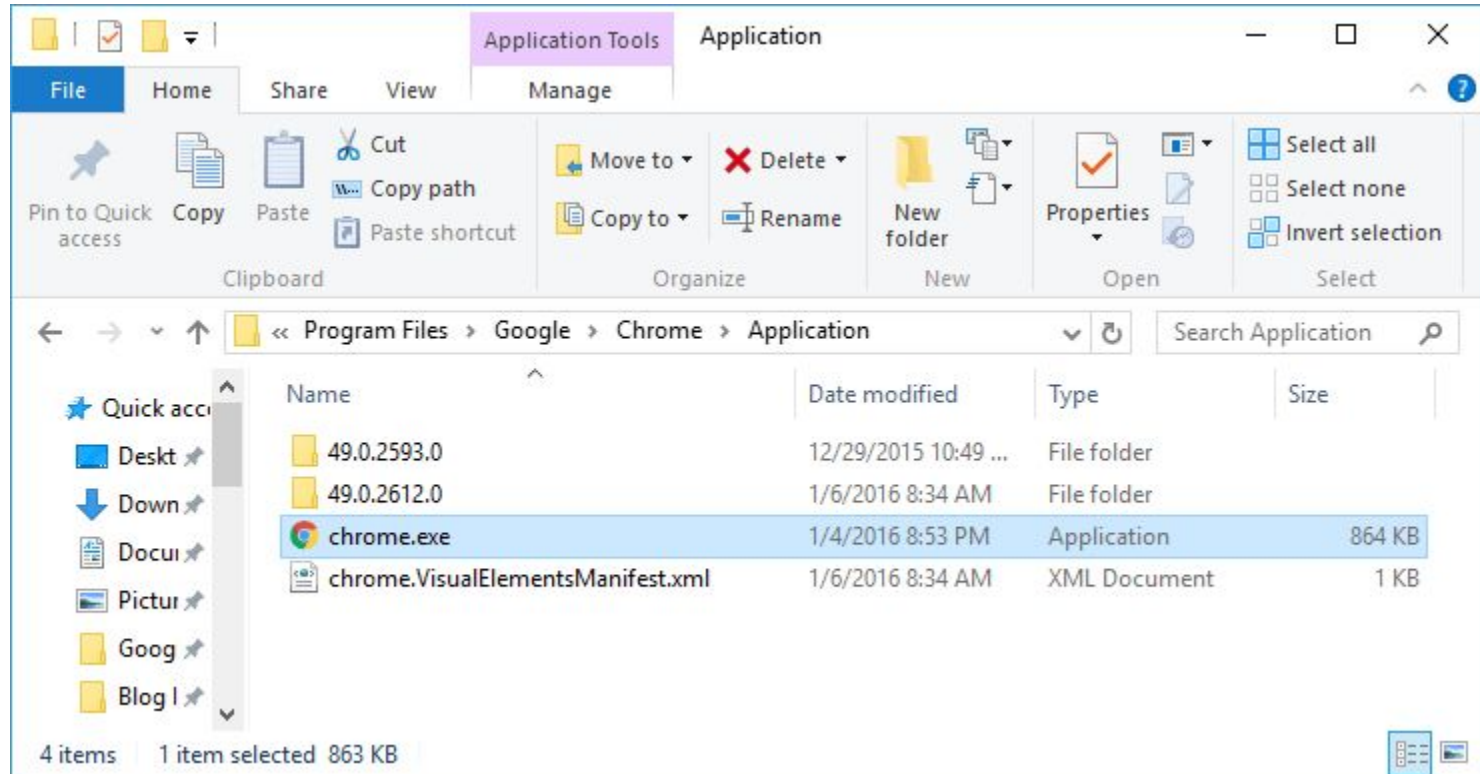 Application Tools Application
File Home Share View Manage
Pin to Quick access
Copy
Paste
Cut
Copy path
Paste shortcut
Clipboard
Move to
Copy to
Delete
Rename
Organize
New folder
New
Properties
Open
Select all
Select none
Invert selection
Select
« Program Files > Google > Chrome > Application
Search Application
Name Date modified Type Size
49.0.2593.0 12/29/2015 10:49 ... File folder
49.0.2612.0 1/6/2016 8:34 AM File folder
chrome.exe 1/4/2016 8:53 PM Application 864 KB
chrome.VisualElementsManifest.xml 1/6/2016 8:34 AM XML Document 1 KB
Quick acc
Deskt
Down
Docu
Pictu
Goog
Blog
4 items 1 item selected 863 KB